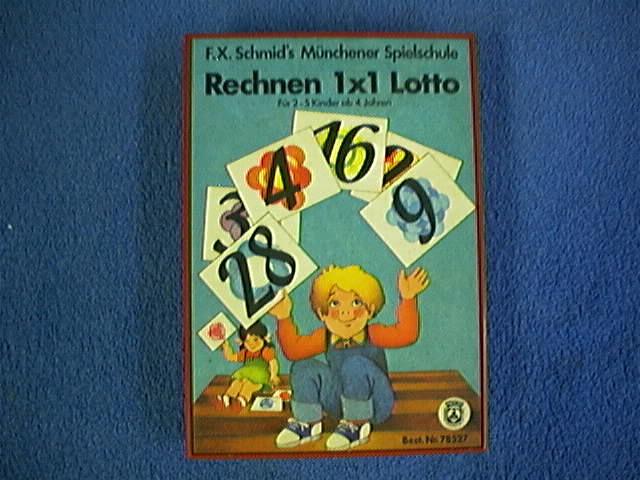 F.X. Schmid's Münchener Spielschule
Rechnen 1x1 Lotto
Für 2-5 Kinder ab 4 Jahren
16
4
2
9
3
28
Best. Nr. 78327